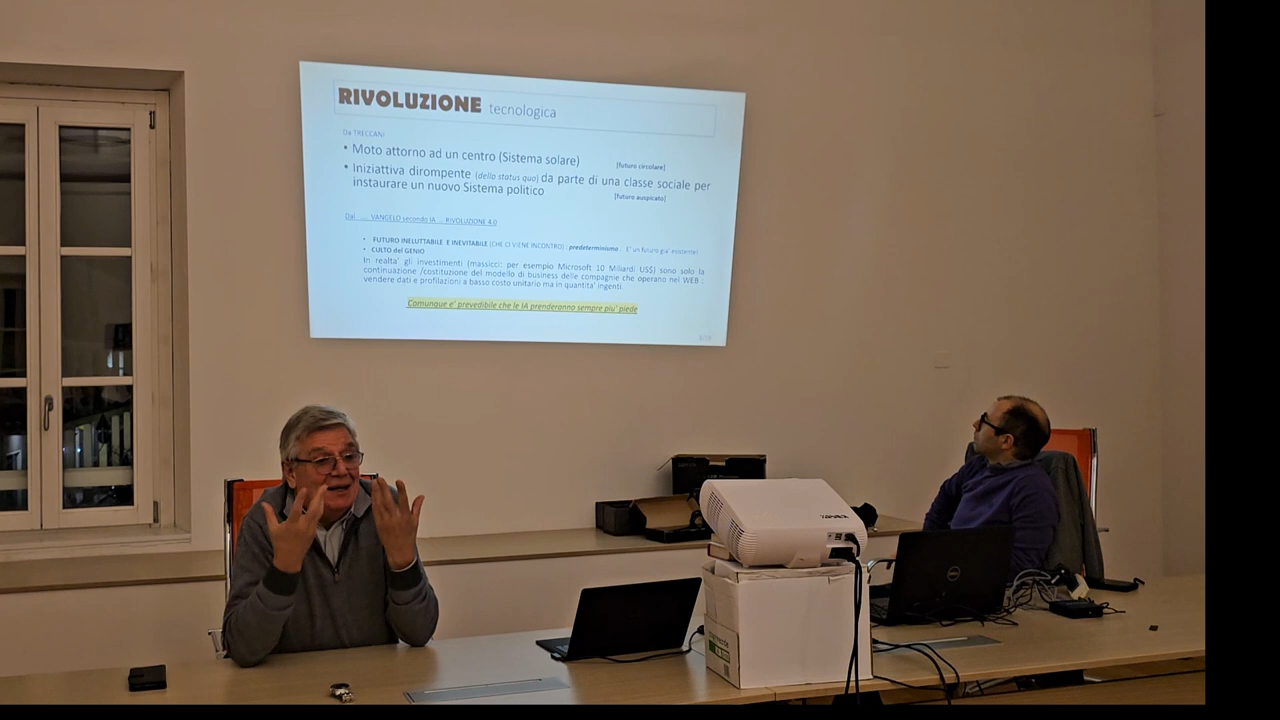 RIVOLUZIONE tecnologica
Da TRECCANI
• Moto attorno ad un centro (Sistema solare) [futuro circolare]
• Iniziativa dirompente (dello status quo) da parte di una classe sociale per
instaurare un nuovo Sistema politico [futuro auspicato]
Dal ..... VANGELO secondo IA ... RIVOLUZIONE 4.0
• FUTURO INELUTTABILE E INEVITABILE (CHE CI VIENE INCONTRO) : predeterminismo : E' un futuro gia' esistente)
• CULTO del GENIO
In realta' gli investimenti (massicci: per esempio Microsoft 10 Miliardi US$) sono solo la
continuazione /costituzione del modello di business delle compagnie che operano nei WEB :
vendere dati e profilazioni a basso costo unitario ma in quantita' ingenti.
Comunque e' prevedibile che le IA prenderanno sempre piu' piede
DELL